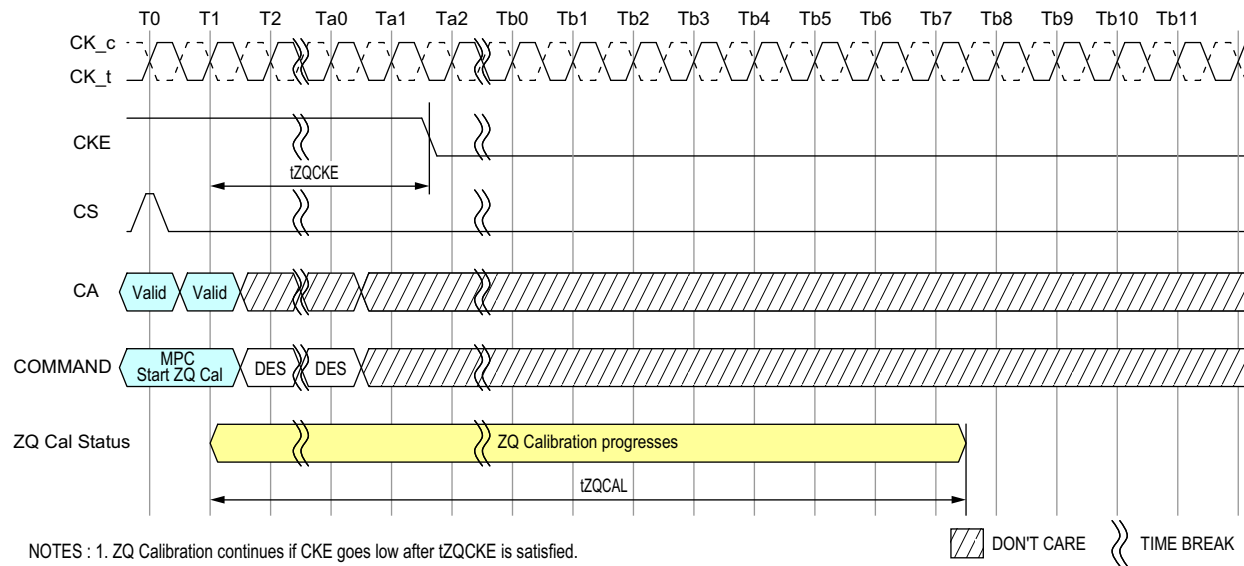 T0 T1 T2 Ta0 Ta1 Ta2 Tb0 Tb1 Tb2 Tb3 Tb4 Tb5 Tb6 Tb7 Tb8 Tb9 Tb10 Tb11
CK_c
CK_t
CKE
tZQCKE
CS
CA Valid Valid
COMMAND MPC Start ZQ Cal DES DES
ZQ Cal Status ZQ Calibration progresses
tZQCAL
NOTES : 1. ZQ Calibration continues if CKE goes low after tZQCKE is satisfied.
DON'T CARE TIME BREAK